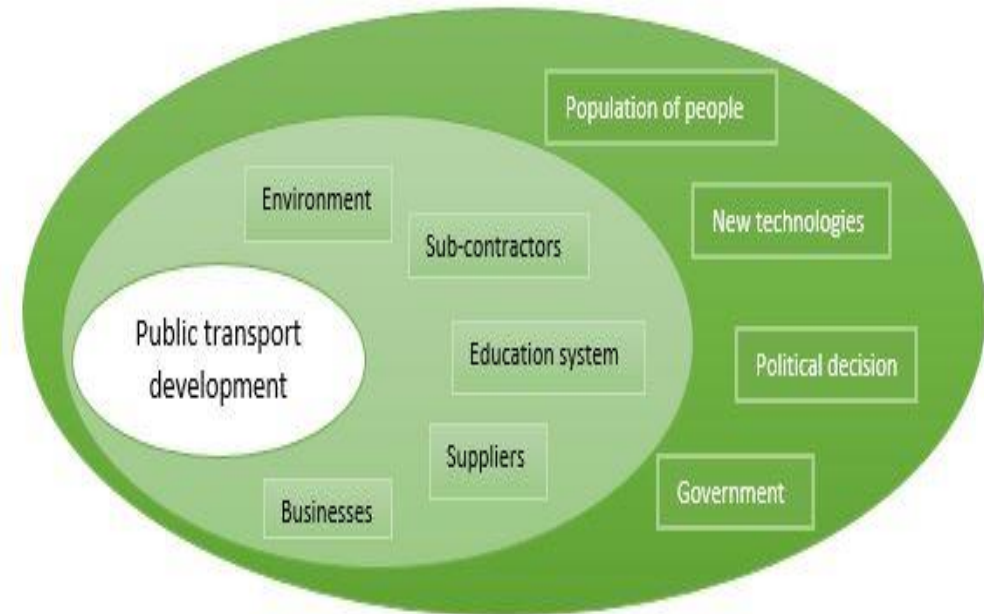 Population of people
Environment
New technologies
Sub-contractors
Public transport
development
Education system
Political decision
Suppliers
Government
Businesses